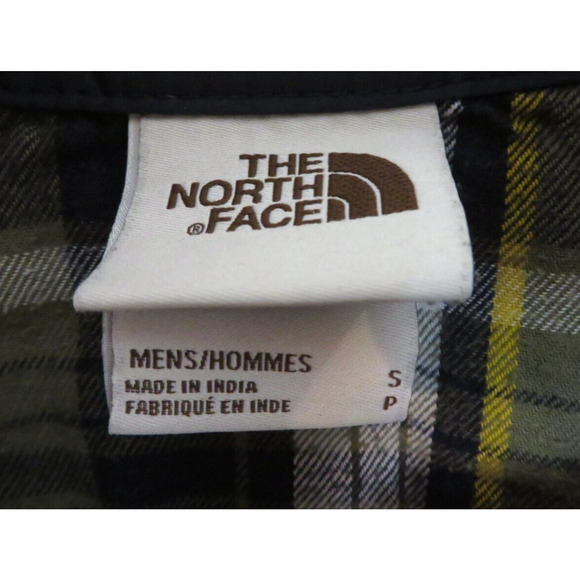 THE
NORTH
®FACE
MENS/HOMMES
S
MADE IN INDIA
FABRIQUÉ EN INDE
P